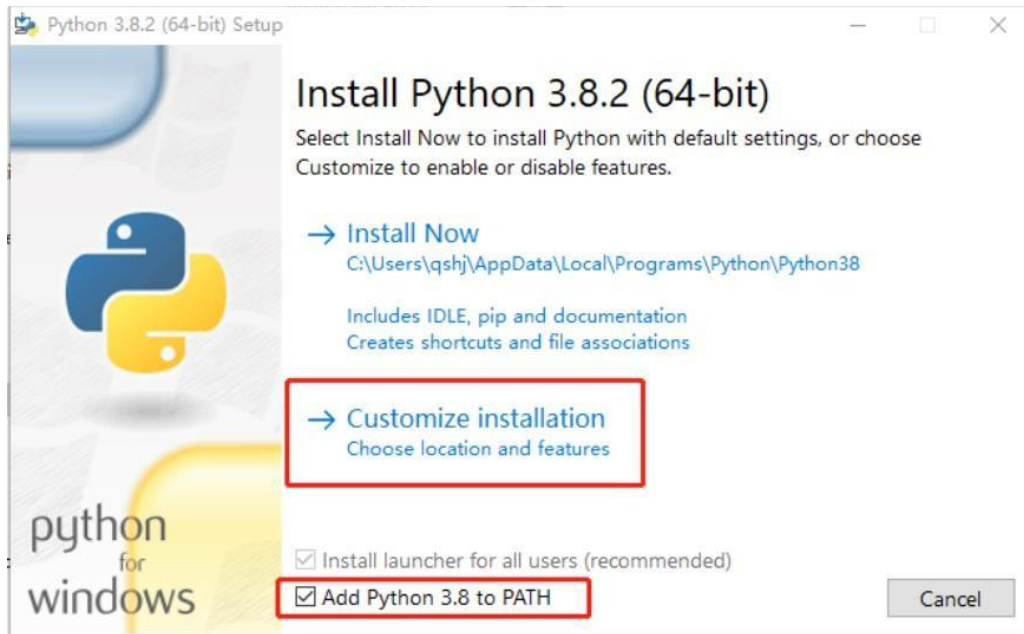 Python 3.8.2 (64-bit) Setup
Install Python 3.8.2 (64-bit)
Select Install Now to install Python with default settings, or choose
Customize to enable or disable features.
→ Install Now
C:\Users\qshj\AppData\Local\Programs\Python\Python38
Includes IDLE, pip and documentation
Creates shortcuts and file associations
→ Customize installation
Choose location and features
python
for
windows
Install launcher for all users (recommended)
Add Python 3.8 to PATH
Cancel